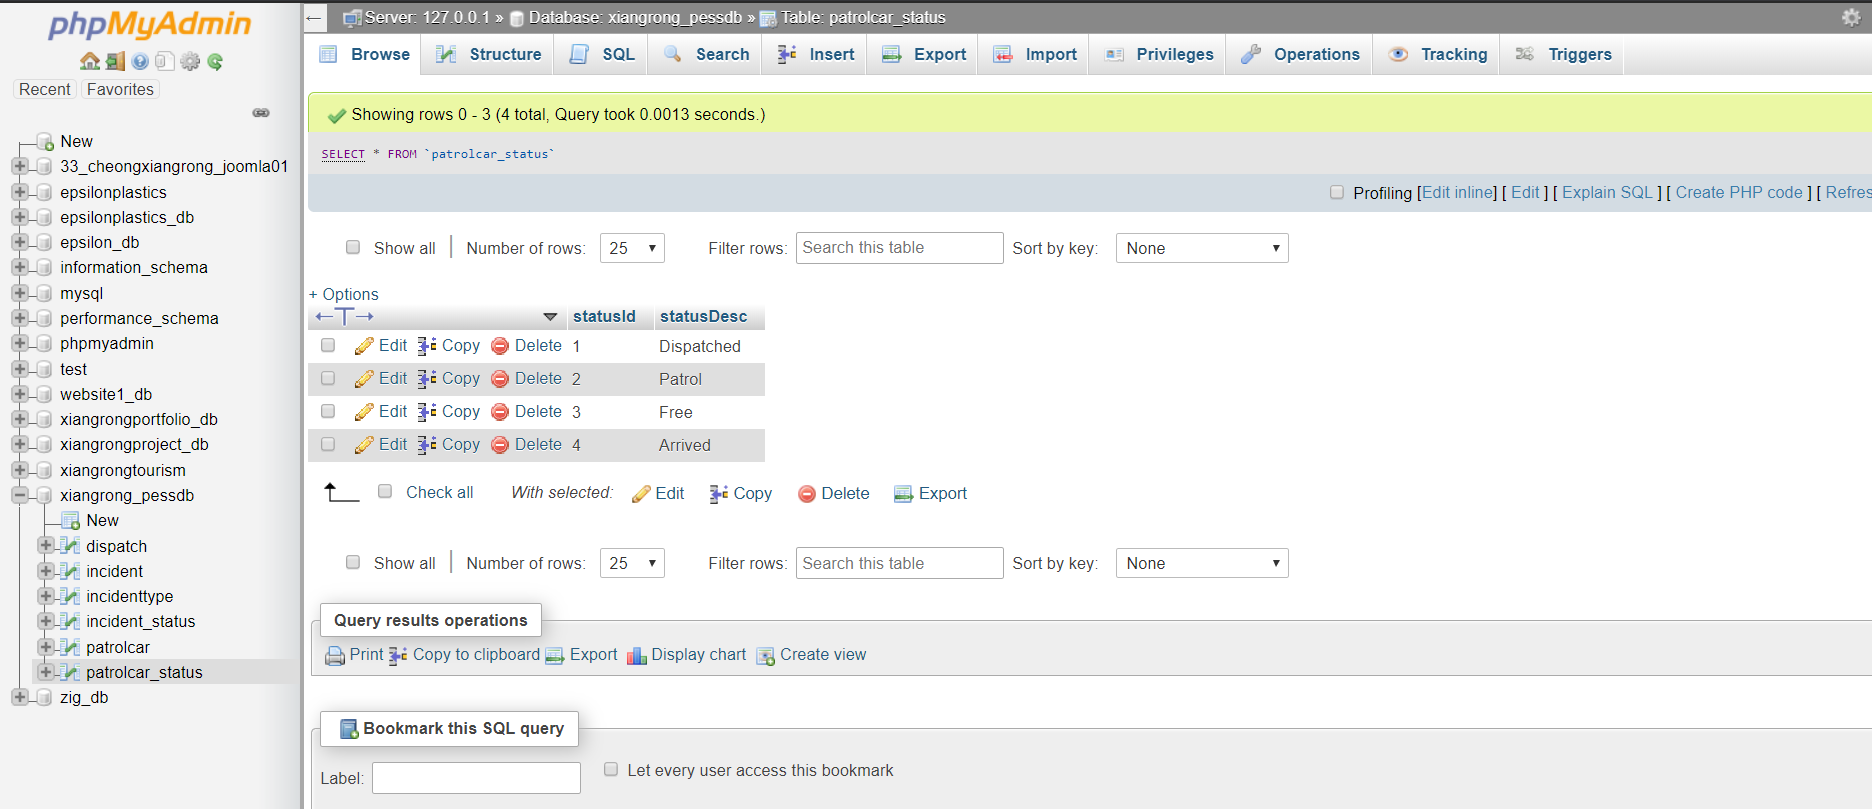 phpMyAdmin
Recent Favorites
New
33_cheongxiangrong_joomla01
epsilonplastics
epsilonplastics_db
epsilon_db
information_schema
mysql
performance_schema
phpmyadmin
test
website1_db
xiangrongportfolio_db
xiangrongproject_db
xiangrongtourism
xiangrong_pessdb
New
dispatch
incident
incidenttype
incident_status
patrolcar
patrolcar_status
zig_db
Server: 127.0.0.1 » Database: xiangrong_pessdb » Table: patrolcar_status
Browse Structure SQL Search Insert Export Import Privileges Operations Tracking Triggers
Showing rows 0 - 3 (4 total, Query took 0.0013 seconds.)
SELECT * FROM `patrolcar_status`
Profiling [Edit inline] [ Edit ] [ Explain SQL ] [ Create PHP code ] [ Refres
Show all | Number of rows: 25 Filter rows: Search this table Sort by key: None
+ Options
←T→ statusId statusDesc
Edit Copy Delete 1 Dispatched
Edit Copy Delete 2 Patrol
Edit Copy Delete 3 Free
Edit Copy Delete 4 Arrived
Check all With selected: Edit Copy Delete Export
Show all | Number of rows: 25 Filter rows: Search this table Sort by key: None
Query results operations
Print Copy to clipboard Export Display chart Create view
Bookmark this SQL query
Label: Let every user access this bookmark